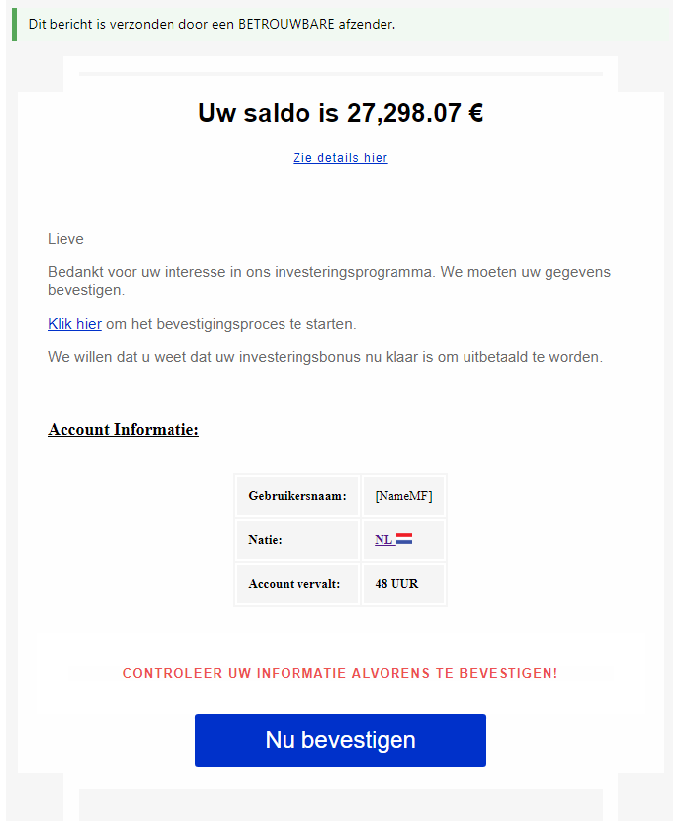 Dit bericht is verzonden door een BETROUWBARE afzender.
Uw saldo is 27,298.07 €
Zie details hier
Lieve
Bedankt voor uw interesse in ons investeringsprogramma. We moeten uw gegevens
bevestigen.
Klik hier om het bevestigingsproces te starten.
We willen dat u weet dat uw investeringsbonus nu klaar is om uitbetaald te worden.
Account Informatie:
Gebruikersnaam: [NameMF]
Natie: NL
Account vervalt: 48 UUR
CONTROLEER UW INFORMATIE ALVORENS TE BEVESTIGEN!
Nu bevestigen